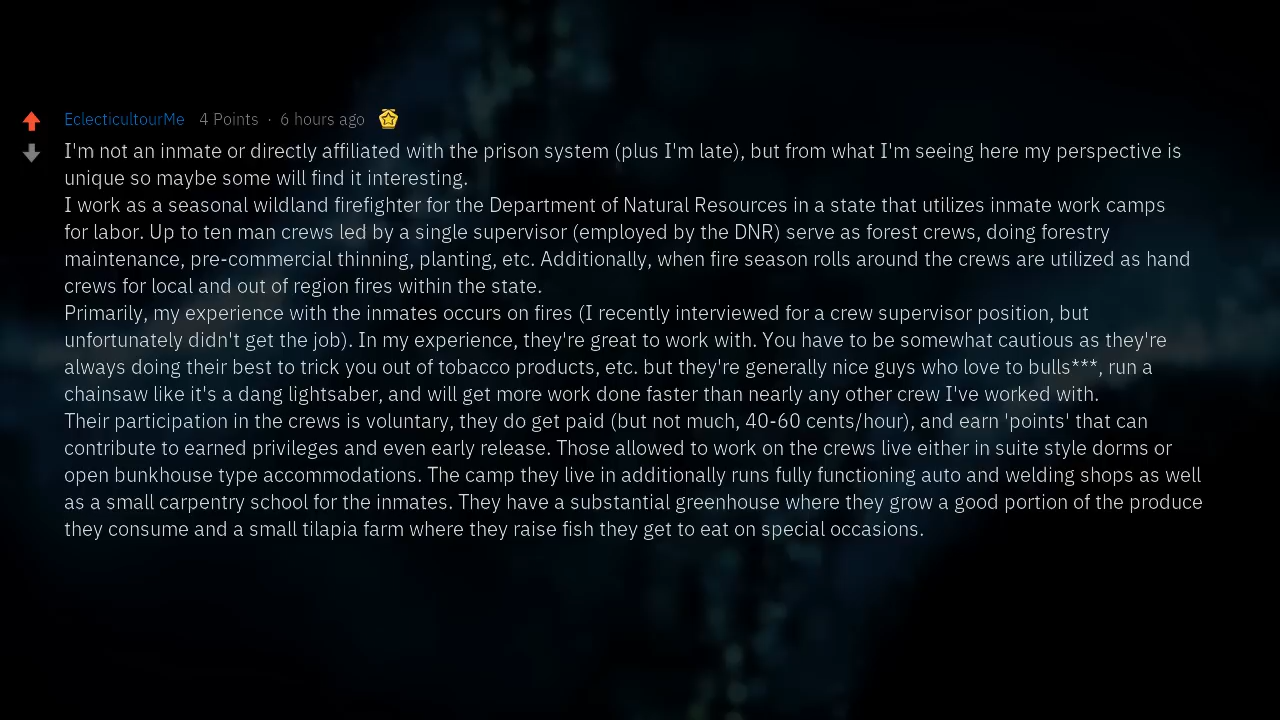 EclecticultourMe 4 Points · 6 hours ago
I'm not an inmate or directly affiliated with the prison system (plus I'm late), but from what I'm seeing here my perspective is
unique so maybe some will find it interesting.
I work as a seasonal wildland firefighter for the Department of Natural Resources in a state that utilizes inmate work camps
for labor. Up to ten man crews led by a single supervisor (employed by the DNR) serve as forest crews, doing forestry
maintenance, pre-commercial thinning, planting, etc. Additionally, when fire season rolls around the crews are utilized as hand
crews for local and out of region fires within the state.
Primarily, my experience with the inmates occurs on fires (I recently interviewed for a crew supervisor position, but
unfortunately didn't get the job). In my experience, they're great to work with. You have to be somewhat cautious as they're
always doing their best to trick you out of tobacco products, etc. but they're generally nice guys who love to bulls***, run a
chainsaw like it's a dang lightsaber, and will get more work done faster than nearly any other crew I've worked with.
Their participation in the crews is voluntary, they do get paid (but not much, 40-60 cents/hour), and earn 'points' that can
contribute to earned privileges and even early release. Those allowed to work on the crews live either in suite style dorms or
open bunkhouse type accommodations. The camp they live in additionally runs fully functioning auto and welding shops as well
as a small carpentry school for the inmates. They have a substantial greenhouse where they grow a good portion of the produce
they consume and a small tilapia farm where they raise fish they get to eat on special occasions.